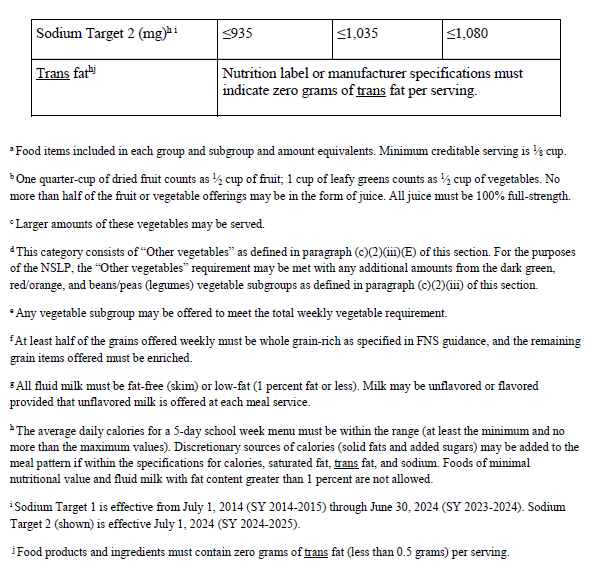 Sodium Target 2 (mg)h i ≤935 ≤1,035 ≤1,080
Trans fathj Nutrition label or manufacturer specifications must
indicate zero grams of trans fat per serving.
a Food items included in each group and subgroup and amount equivalents. Minimum creditable serving is ⅛ cup.
b One quarter-cup of dried fruit counts as ½ cup of fruit; 1 cup of leafy greens counts as ½ cup of vegetables. No
more than half of the fruit or vegetable offerings may be in the form of juice. All juice must be 100% full-strength.
c Larger amounts of these vegetables may be served.
d This category consists of “Other vegetables” as defined in paragraph (c)(2)(iii)(E) of this section. For the purposes
of the NSLP, the “Other vegetables” requirement may be met with any additional amounts from the dark green,
red/orange, and beans/peas (legumes) vegetable subgroups as defined in paragraph (c)(2)(iii) of this section.
e Any vegetable subgroup may be offered to meet the total weekly vegetable requirement.
f At least half of the grains offered weekly must be whole grain-rich as specified in FNS guidance, and the remaining
grain items offered must be enriched.
g All fluid milk must be fat-free (skim) or low-fat (1 percent fat or less). Milk may be unflavored or flavored
provided that unflavored milk is offered at each meal service.
h The average daily calories for a 5-day school week menu must be within the range (at least the minimum and no
more than the maximum values). Discretionary sources of calories (solid fats and added sugars) may be added to the
meal pattern if within the specifications for calories, saturated fat, trans fat, and sodium. Foods of minimal
nutritional value and fluid milk with fat content greater than 1 percent are not allowed.
i Sodium Target 1 is effective from July 1, 2014 (SY 2014-2015) through June 30, 2024 (SY 2023-2024). Sodium
Target 2 (shown) is effective July 1, 2024 (SY 2024-2025).
j Food products and ingredients must contain zero grams of trans fat (less than 0.5 grams) per serving.